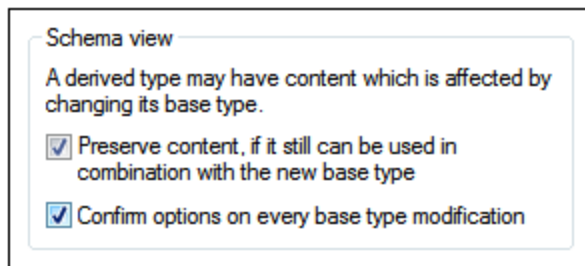 Schema view
A derived type may have content which is affected by
changing its base type.
Preserve content, if it still can be used in
combination with the new base type
Confirm options on every base type modification